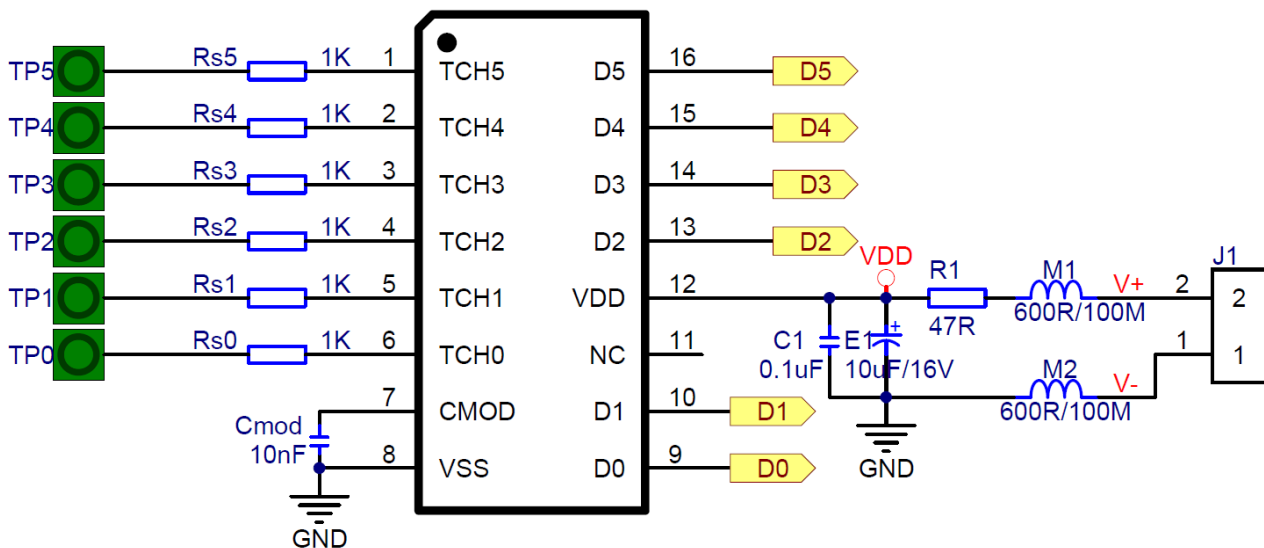 TP5 Rs5 1K 1 TCH5 D5 16 D5
TP4 Rs4 1K 2 TCH4 D4 15 D4
TP3 Rs3 1K 3 TCH3 D3 14 D3
TP2 Rs2 1K 4 TCH2 D2 13 D2
VDD R1 M1 V+ J1
TP1 Rs1 1K 5 TCH1 VDD 12 2 2
47R 600R/100M
C1 E1 +
TP0 Rs0 1K 6 TCH0 NC 11 1 1
0.1uF 10uF/16V M2 V-
7 CMOD D1 10 D1 600R/100M
Cmod
10nF 8 VSS D0 9 D0 GND
GND